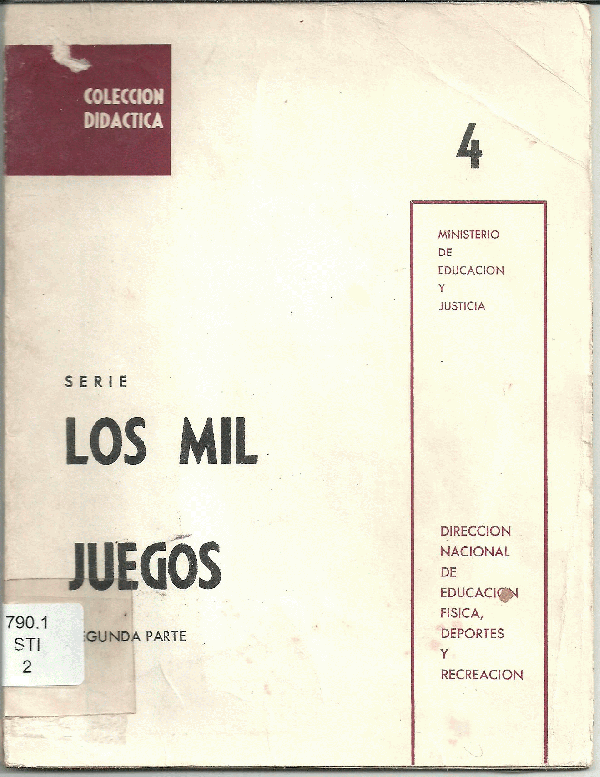 COLECCION
DIDACTICA
4
MINISTERIO
DE
EDUCACION
Y
JUSTICIA
SERIE
LOS MIL
JUEGOS
EGUNDA PARTE
790.1
STI
2
DIRECCION
NACIONAL
DE
EDUCACION
FISICA,
DEPORTES
Y
RECREACION